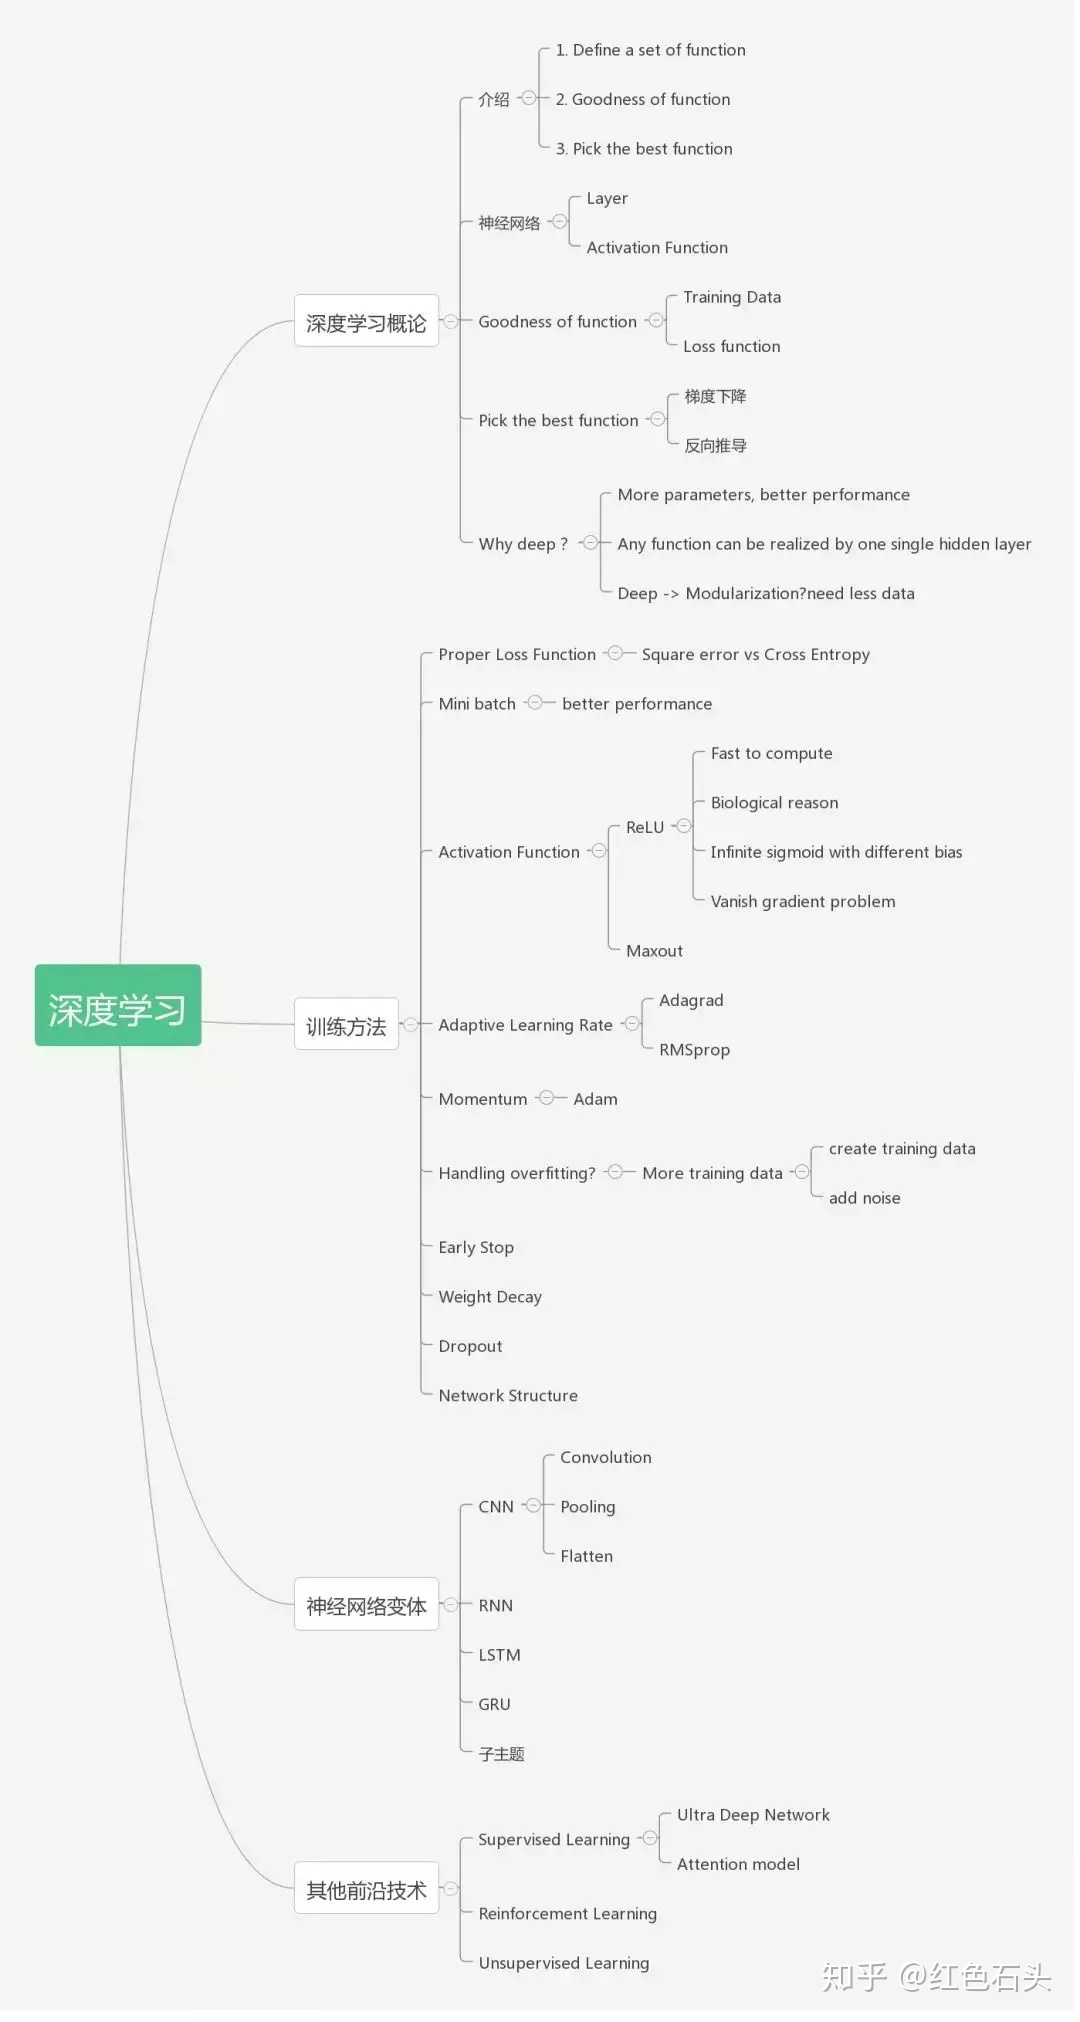 深度学习
深度学习概论
介绍
1. Define a set of function
2. Goodness of function
3. Pick the best function
神经网络
Layer
Activation Function
Goodness of function
Training Data
Loss function
Pick the best function
梯度下降
反向推导
Why deep ?
More parameters, better performance
Any function can be realized by one single hidden layer
Deep -> Modularization?need less data
训练方法
Proper Loss Function
Square error vs Cross Entropy
Mini batch
better performance
Activation Function
ReLU
Fast to compute
Biological reason
Infinite sigmoid with different bias
Vanish gradient problem
Maxout
Adaptive Learning Rate
Adagrad
RMSprop
Momentum
Adam
Handling overfitting?
More training data
create training data
add noise
Early Stop
Weight Decay
Dropout
Network Structure
神经网络变体
CNN
Convolution
Pooling
Flatten
RNN
LSTM
GRU
子主题
其他前沿技术
Supervised Learning
Ultra Deep Network
Attention model
Reinforcement Learning
Unsupervised Learning
知乎 @红色石头